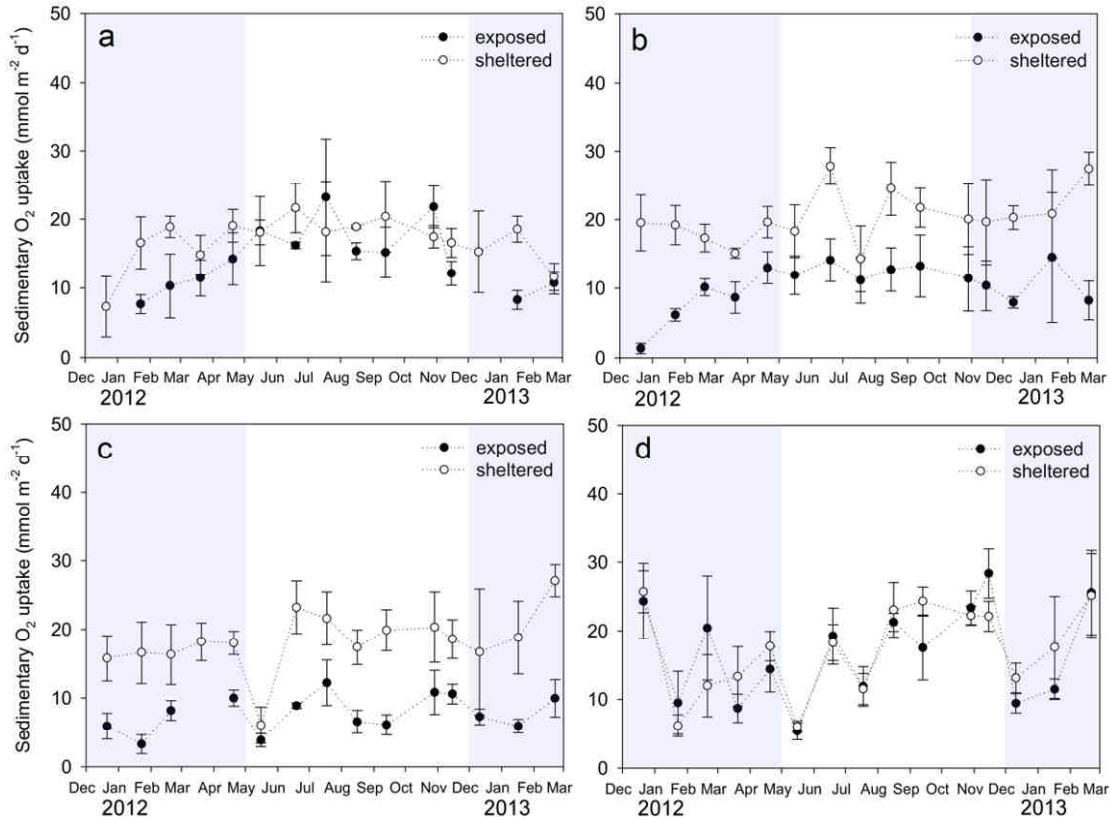 a
exposed
sheltered
Sedimentary O2 uptake (mmol m-2 d-1)
50
40
30
20
10
0
Dec Jan Feb Mar Apr May Jun Jul Aug Sep Oct Nov Dec Jan Feb Mar
2012 2013
b
exposed
sheltered
50
40
30
20
10
0
Dec Jan Feb Mar Apr May Jun Jul Aug Sep Oct Nov Dec Jan Feb Mar
2012 2013
c
exposed
sheltered
Sedimentary O2 uptake (mmol m-2 d-1)
50
40
30
20
10
0
Dec Jan Feb Mar Apr May Jun Jul Aug Sep Oct Nov Dec Jan Feb Mar
2012 2013
d
exposed
sheltered
50
40
30
20
10
0
Dec Jan Feb Mar Apr May Jun Jul Aug Sep Oct Nov Dec Jan Feb Mar
2012 2013